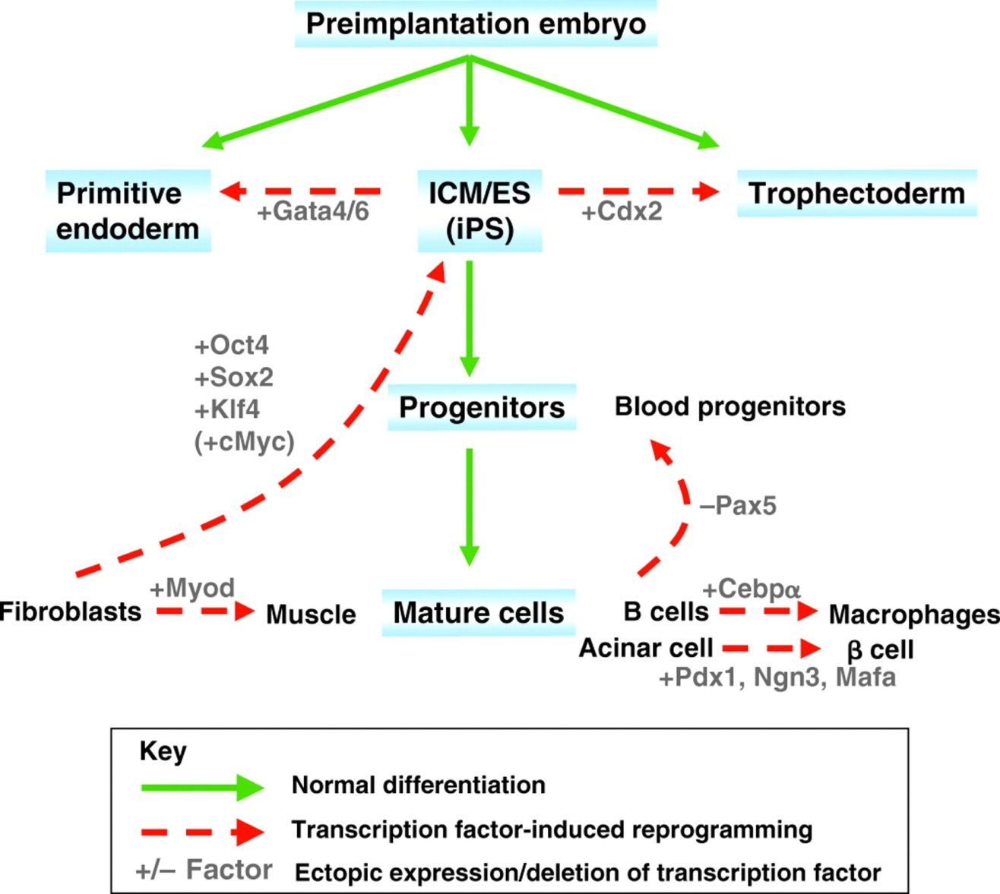 Preimplantation embryo
Primitive
endoderm
+Gata4/6
ICM/ES
(iPS)
+Cdx2
Trophectoderm
+Oct4
+Sox2
+Klf4
(+cMyc)
Progenitors
Blood progenitors
–Pax5
Fibroblasts
+Myod
Muscle
Mature cells
B cells
+Cebpα
Macrophages
Acinar cell
β cell
+Pdx1, Ngn3, Mafa
Key
Normal differentiation
Transcription factor-induced reprogramming
+/– Factor
Ectopic expression/deletion of transcription factor